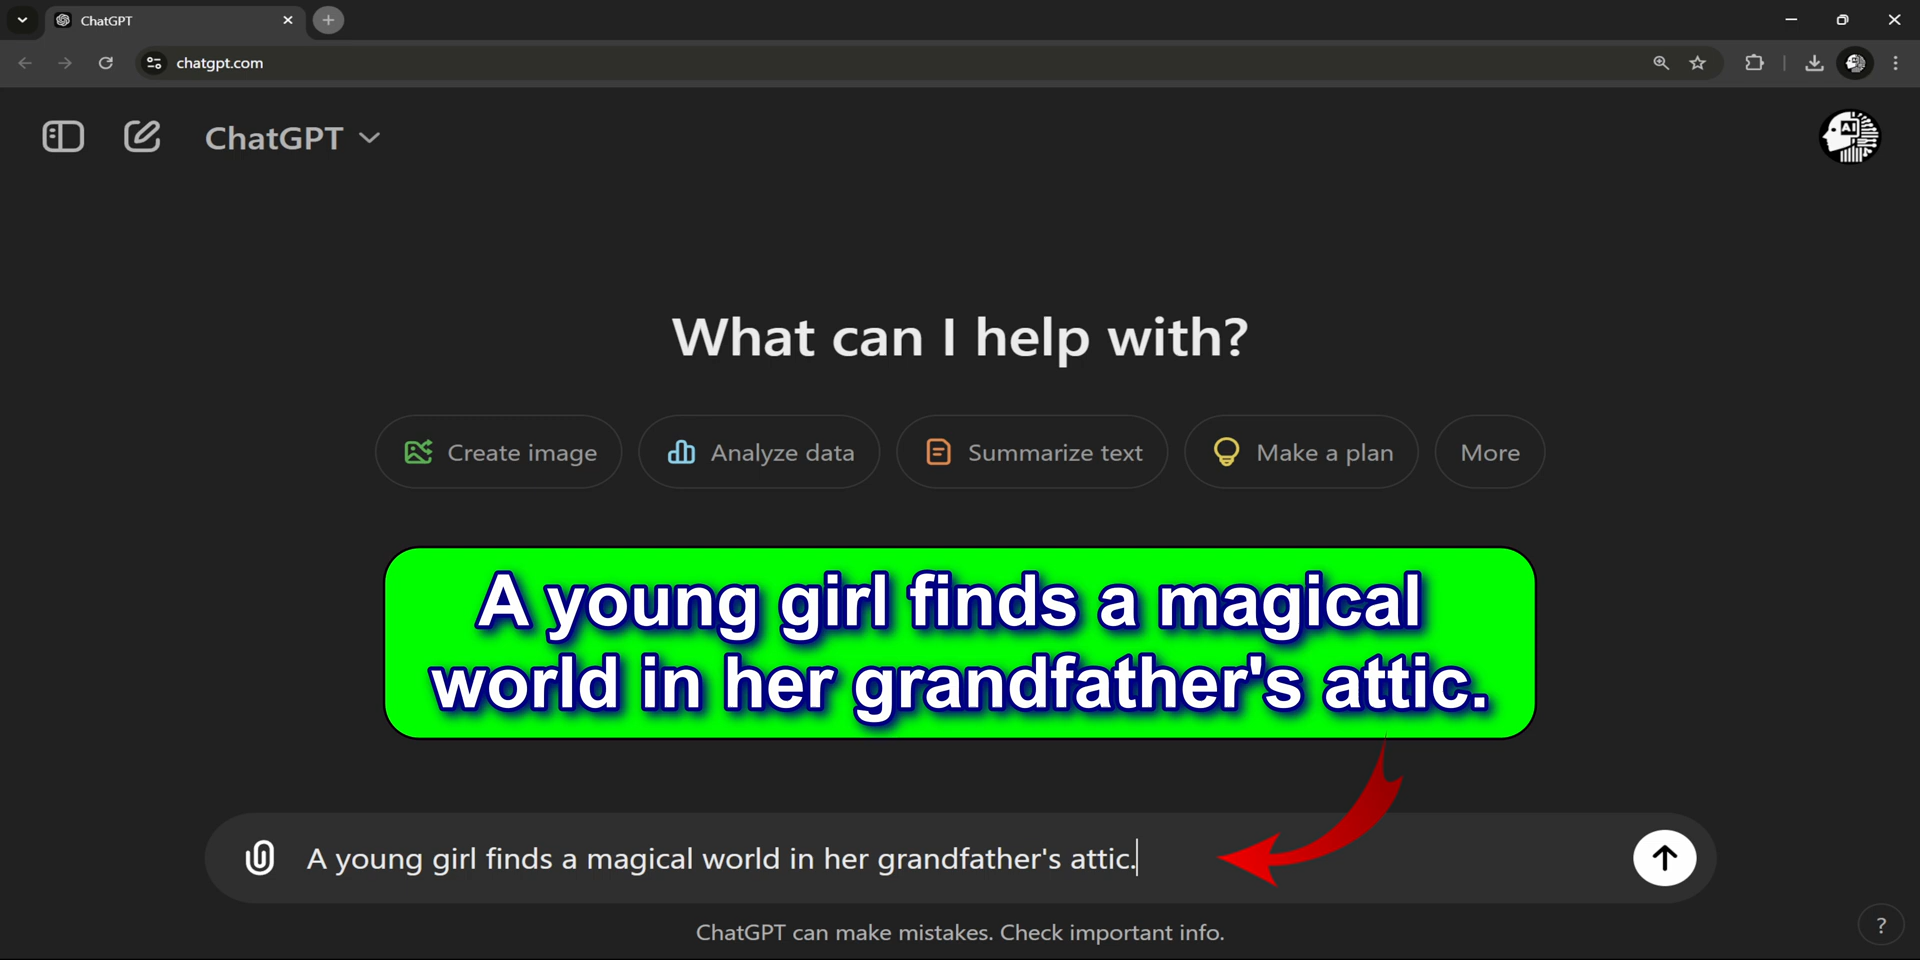 ChatGPT
chatgpt.com
ChatGPT
AI
What can I help with?
Create image
Analyze data
Summarize text
Make a plan
More
A young girl finds a magical
world in her grandfather's attic.
A young girl finds a magical world in her grandfather's attic.
ChatGPT can make mistakes. Check important info.
?